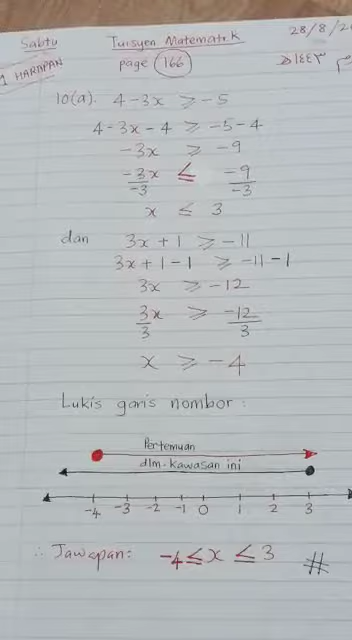 Sabtu Tuisyen Matematik 28/8/2
1 HARAPAN page 166 ١٤٤٣ه
10(a). 4-3x ≥ -5
4-3x-4 ≥ -5-4
-3x ≥ -9
-3x/-3 ≤ -9/-3
x ≤ 3
dan 3x+1 ≥ -11
3x+1-1 ≥ -11-1
3x ≥ -12
3x/3 ≥ -12/3
x ≥ -4
Lukis garis nombor:
Pertemuan
dlm. kawasan ini
-4 -3 -2 -1 0 1 2 3
∴ Jawapan: -4 ≤ x ≤ 3 #